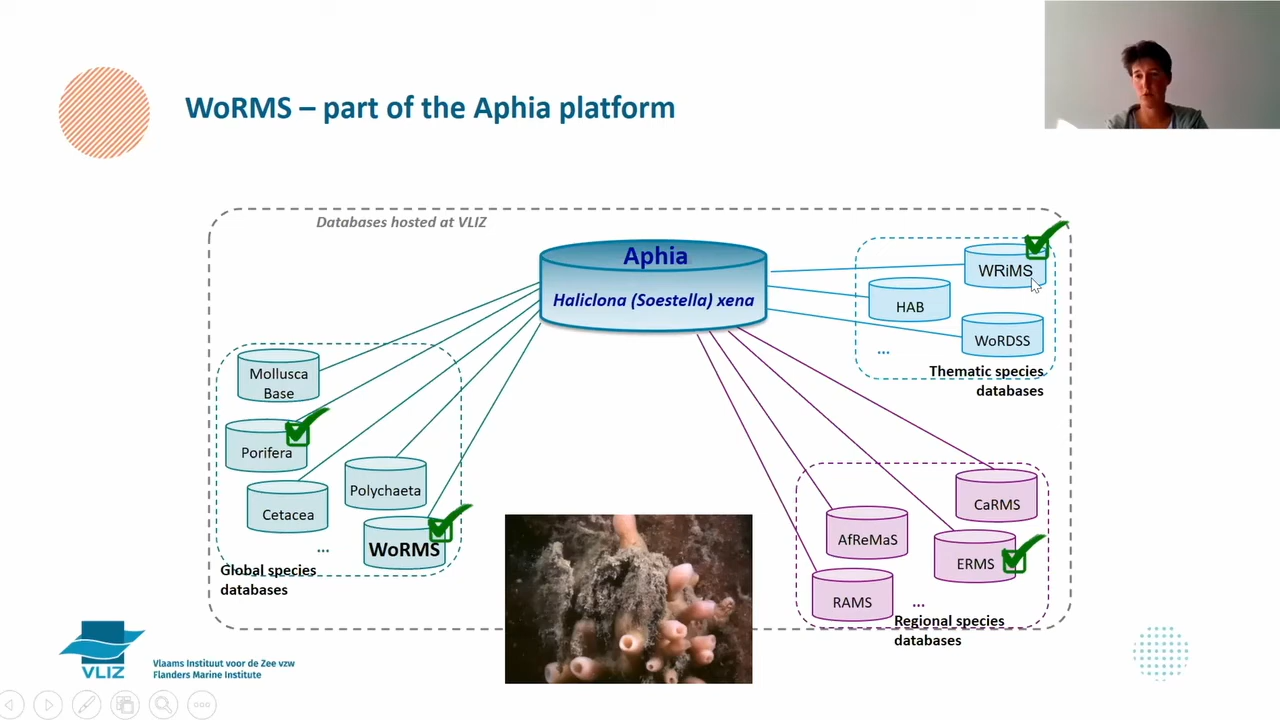 WoRMS – part of the Aphia platform
Databases hosted at VLIZ
Aphia
Haliclona (Soestella) xena
WRiMS
HAB
WoRDSS
...
Thematic species
databases
Mollusca
Base
Porifera
Polychaeta
Cetacea
WoRMS
...
Global species
databases
CaRMS
AfReMaS
ERMS
RAMS
...
Regional species
databases
VLIZ
Vlaams Instituut voor de Zee vzw
Flanders Marine Institute